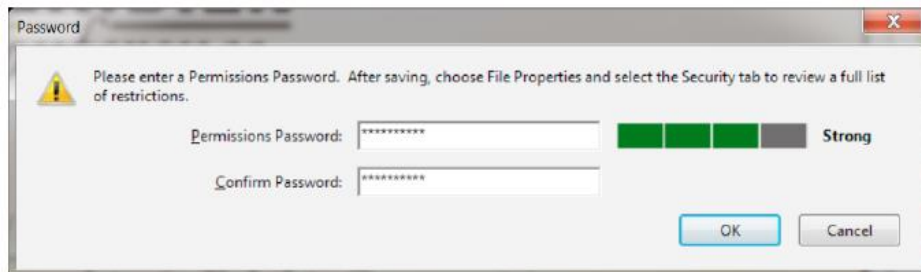 Password
Please enter a Permissions Password. After saving, choose File Properties and select the Security tab to review a full list
of restrictions.
Permissions Password: ********** Strong
Confirm Password: **********
OK Cancel